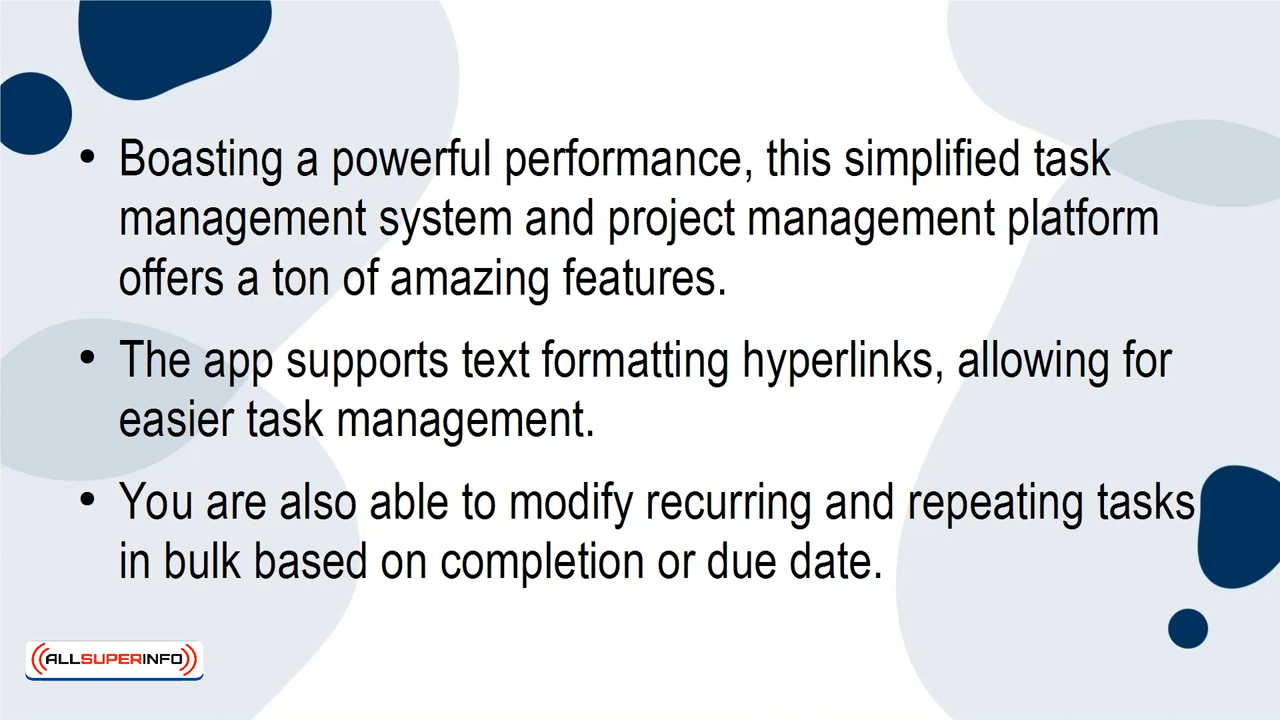 • Boasting a powerful performance, this simplified task
management system and project management platform
offers a ton of amazing features.
• The app supports text formatting hyperlinks, allowing for
easier task management.
• You are also able to modify recurring and repeating tasks
in bulk based on completion or due date.
ALLSUPERINFO